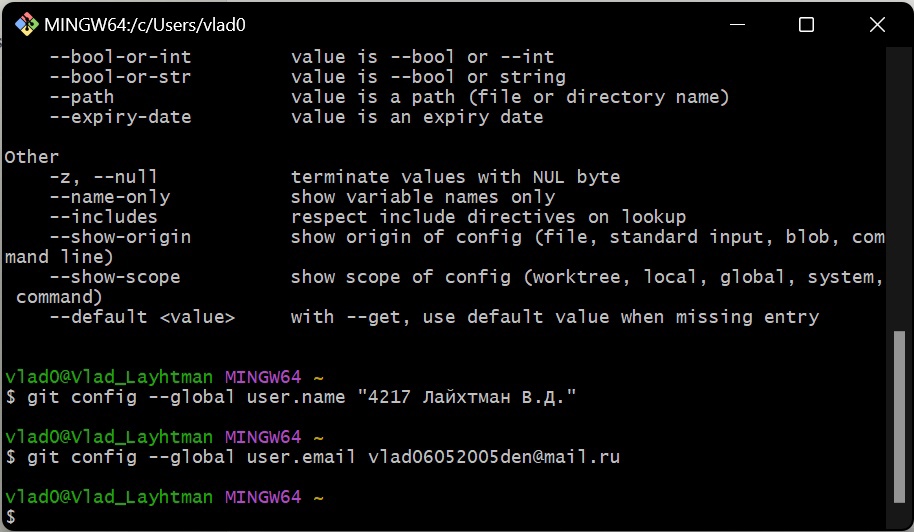 MINGW64:/c/Users/vlad0
--bool-or-int value is --bool or --int
--bool-or-str value is --bool or string
--path value is a path (file or directory name)
--expiry-date value is an expiry date
Other
-z, --null terminate values with NUL byte
--name-only show variable names only
--includes respect include directives on lookup
--show-origin show origin of config (file, standard input, blob, com
mand line)
--show-scope show scope of config (worktree, local, global, system,
command)
--default <value> with --get, use default value when missing entry
vlad0@Vlad_Layhtman MINGW64 ~
$ git config --global user.name "4217 Лайхтман В.Д."
vlad0@Vlad_Layhtman MINGW64 ~
$ git config --global user.email vlad06052005den@mail.ru
vlad0@Vlad_Layhtman MINGW64 ~
$